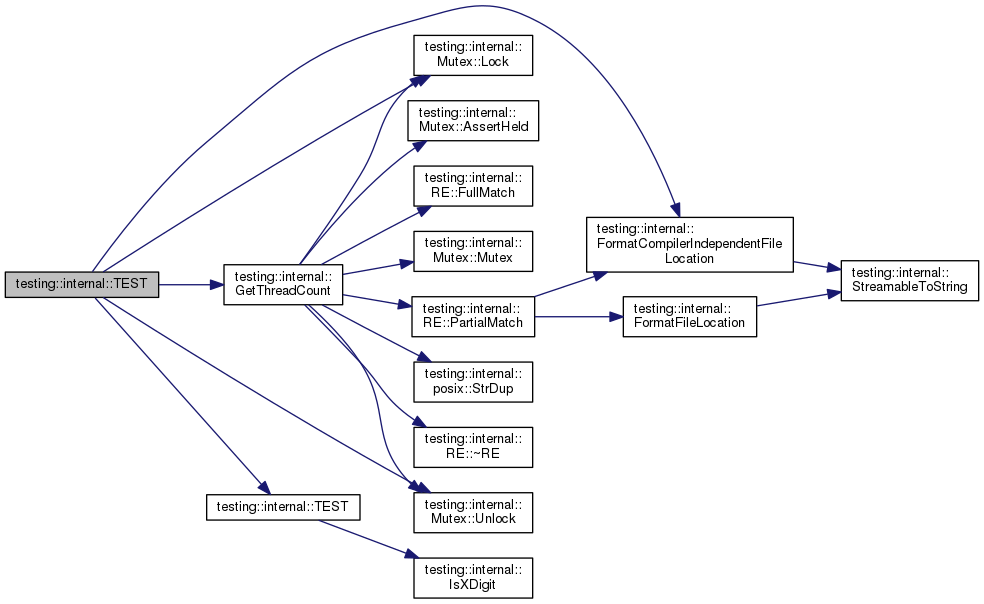 testing::internal::
Mutex::Lock
testing::internal::
Mutex::AssertHeld
testing::internal::
RE::FullMatch
testing::internal::
FormatCompilerIndependentFile
Location
testing::internal::
Mutex::Mutex
testing::internal::TEST
testing::internal::
GetThreadCount
testing::internal::
StreamableToString
testing::internal::
RE::PartialMatch
testing::internal::
FormatFileLocation
testing::internal::
posix::StrDup
testing::internal::
RE::~RE
testing::internal::TEST
testing::internal::
Mutex::Unlock
testing::internal::
IsXDigit